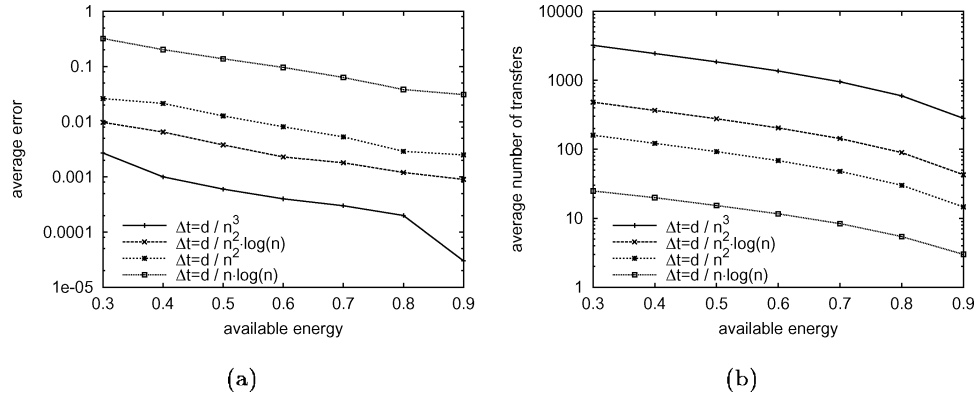 1
0.1
0.01
0.001
0.0001
1e-05
average error
Δt=d / n³
Δt=d / n²·log(n)
Δt=d / n²
Δt=d / n·log(n)
0.3 0.4 0.5 0.6 0.7 0.8 0.9
available energy
(a)
10000
1000
100
10
1
average number of transfers
Δt=d / n³
Δt=d / n²·log(n)
Δt=d / n²
Δt=d / n·log(n)
0.3 0.4 0.5 0.6 0.7 0.8 0.9
available energy
(b)